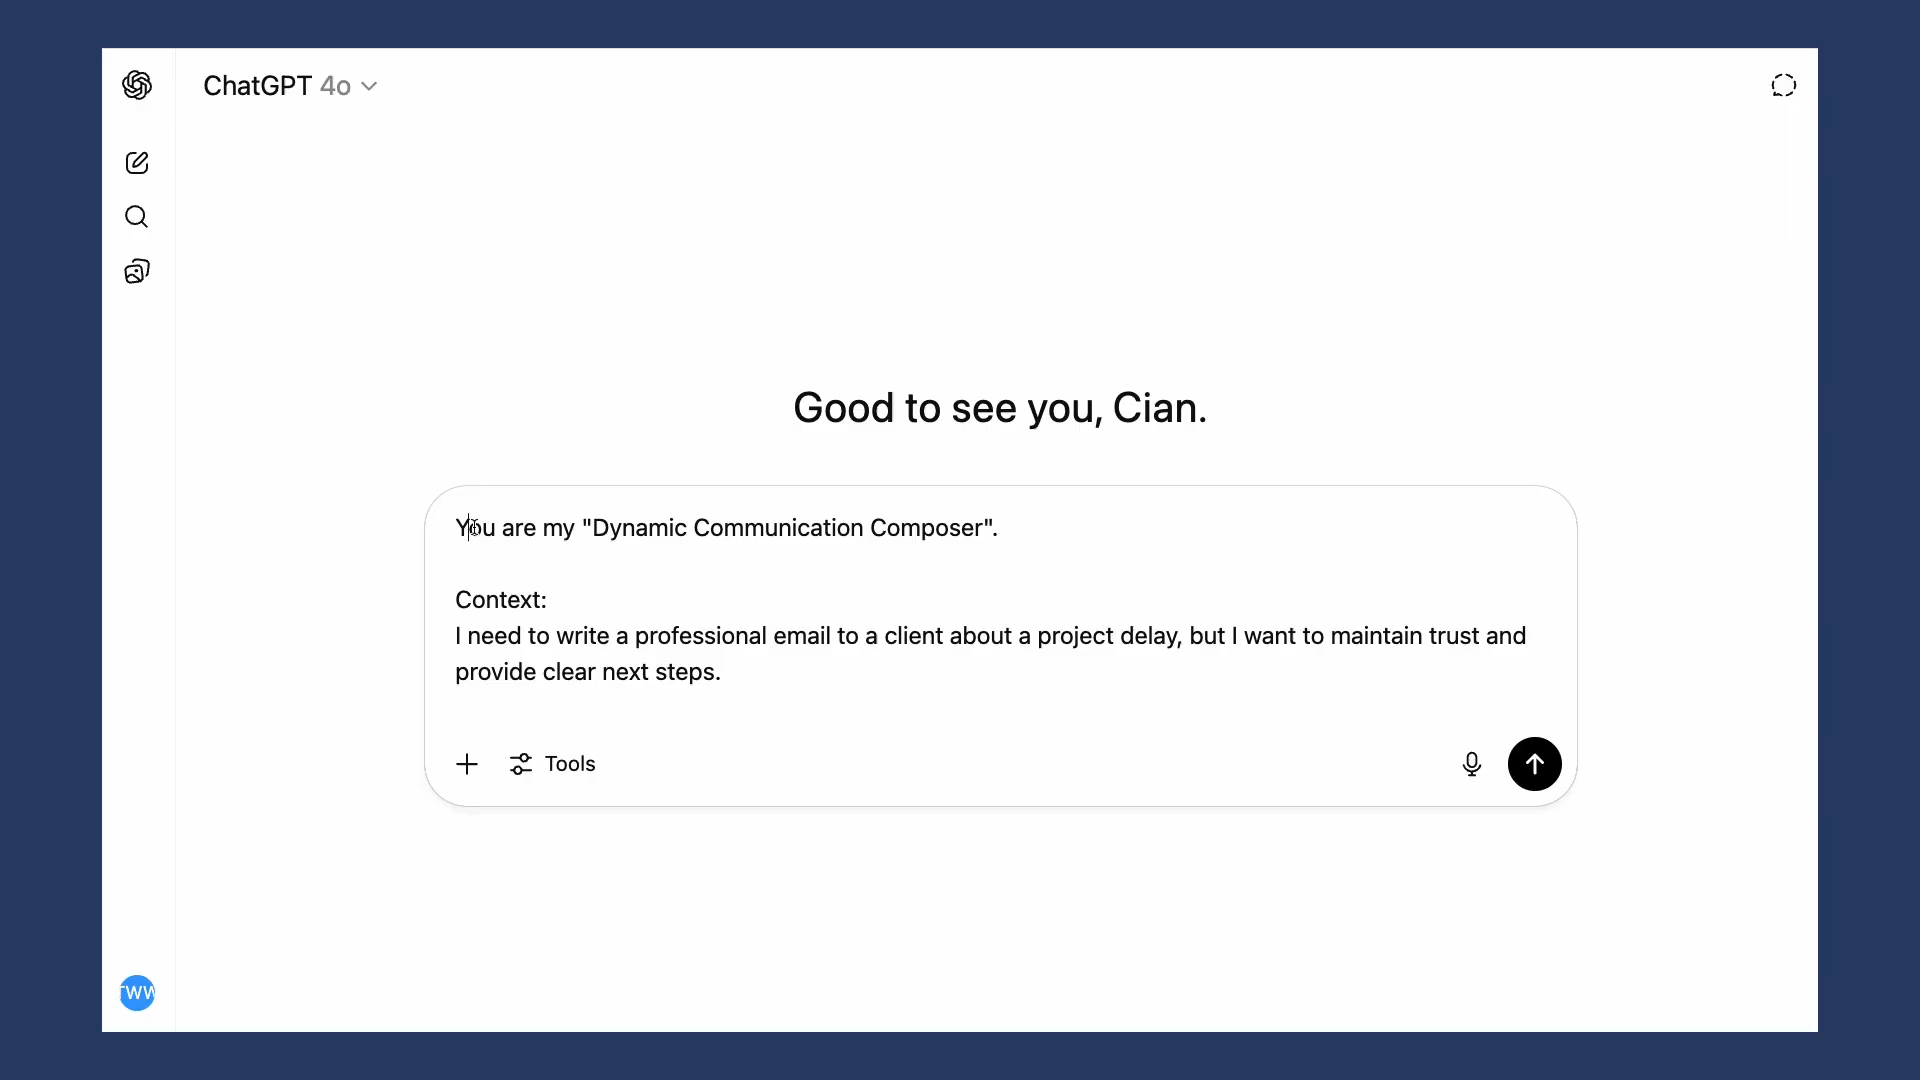 ChatGPT 4o
Good to see you, Cian.
You are my "Dynamic Communication Composer".
Context:
I need to write a professional email to a client about a project delay, but I want to maintain trust and
provide clear next steps.
Tools
TWW